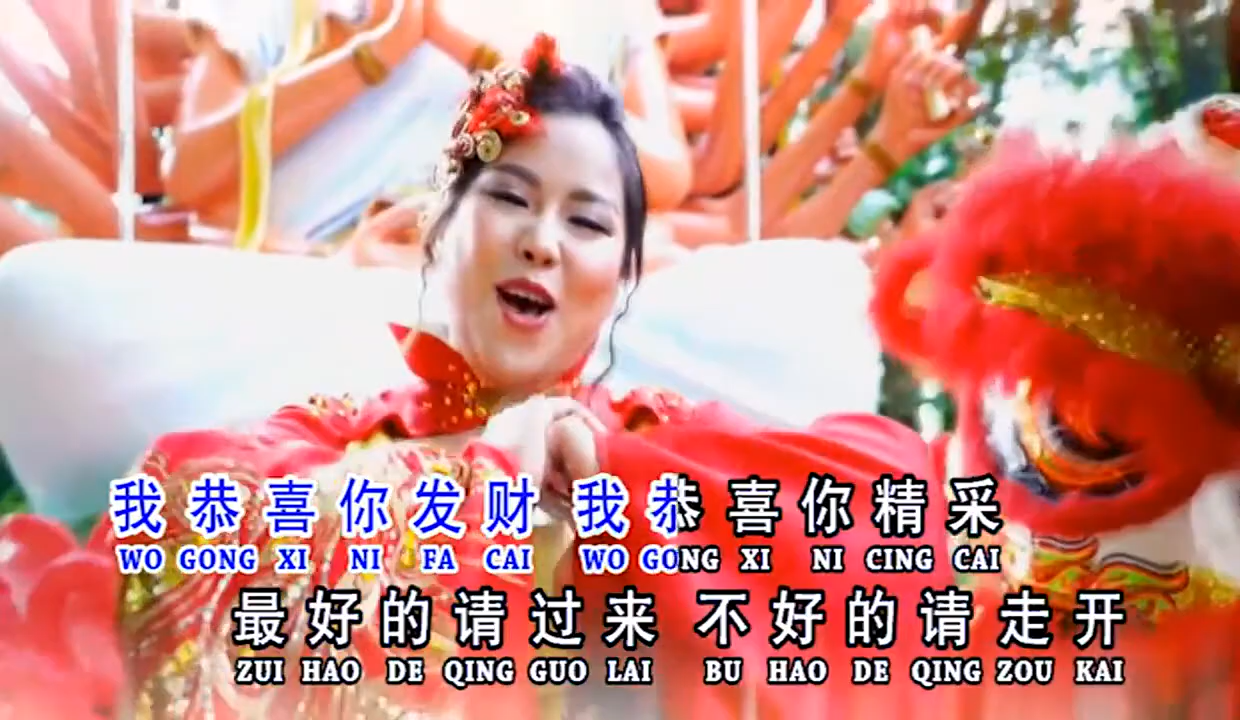 我恭喜你发财 我恭喜你精采
WO GONG XI NI FA CAI WO GONG XI NI CING CAI
最好的请过来 不好的请走开
ZUI HAO DE QING GUO LAI BU HAO DE QING ZOU KAI